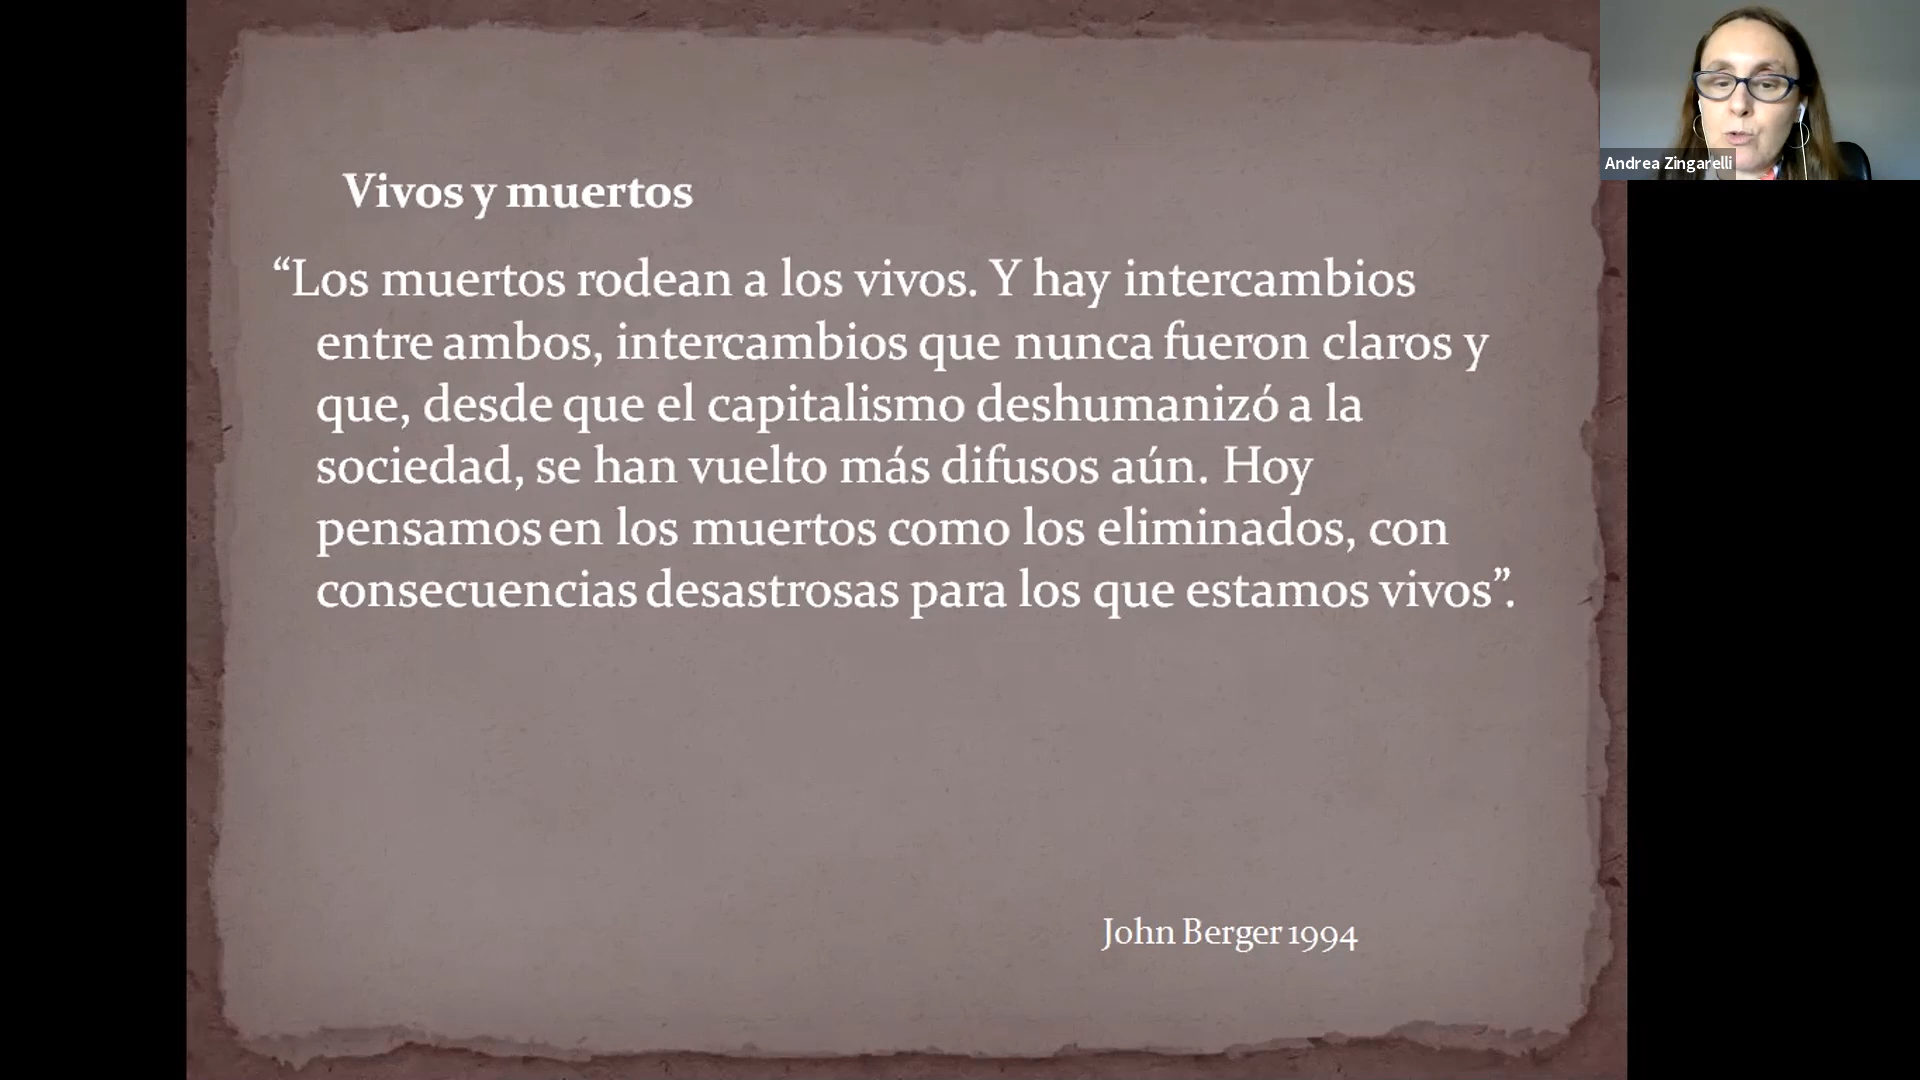 Vivos y muertos
“Los muertos rodean a los vivos. Y hay intercambios
entre ambos, intercambios que nunca fueron claros y
que, desde que el capitalismo deshumanizó a la
sociedad, se han vuelto más difusos aún. Hoy
pensamos en los muertos como los eliminados, con
consecuencias desastrosas para los que estamos vivos”.
John Berger 1994
Andrea Zingarelli